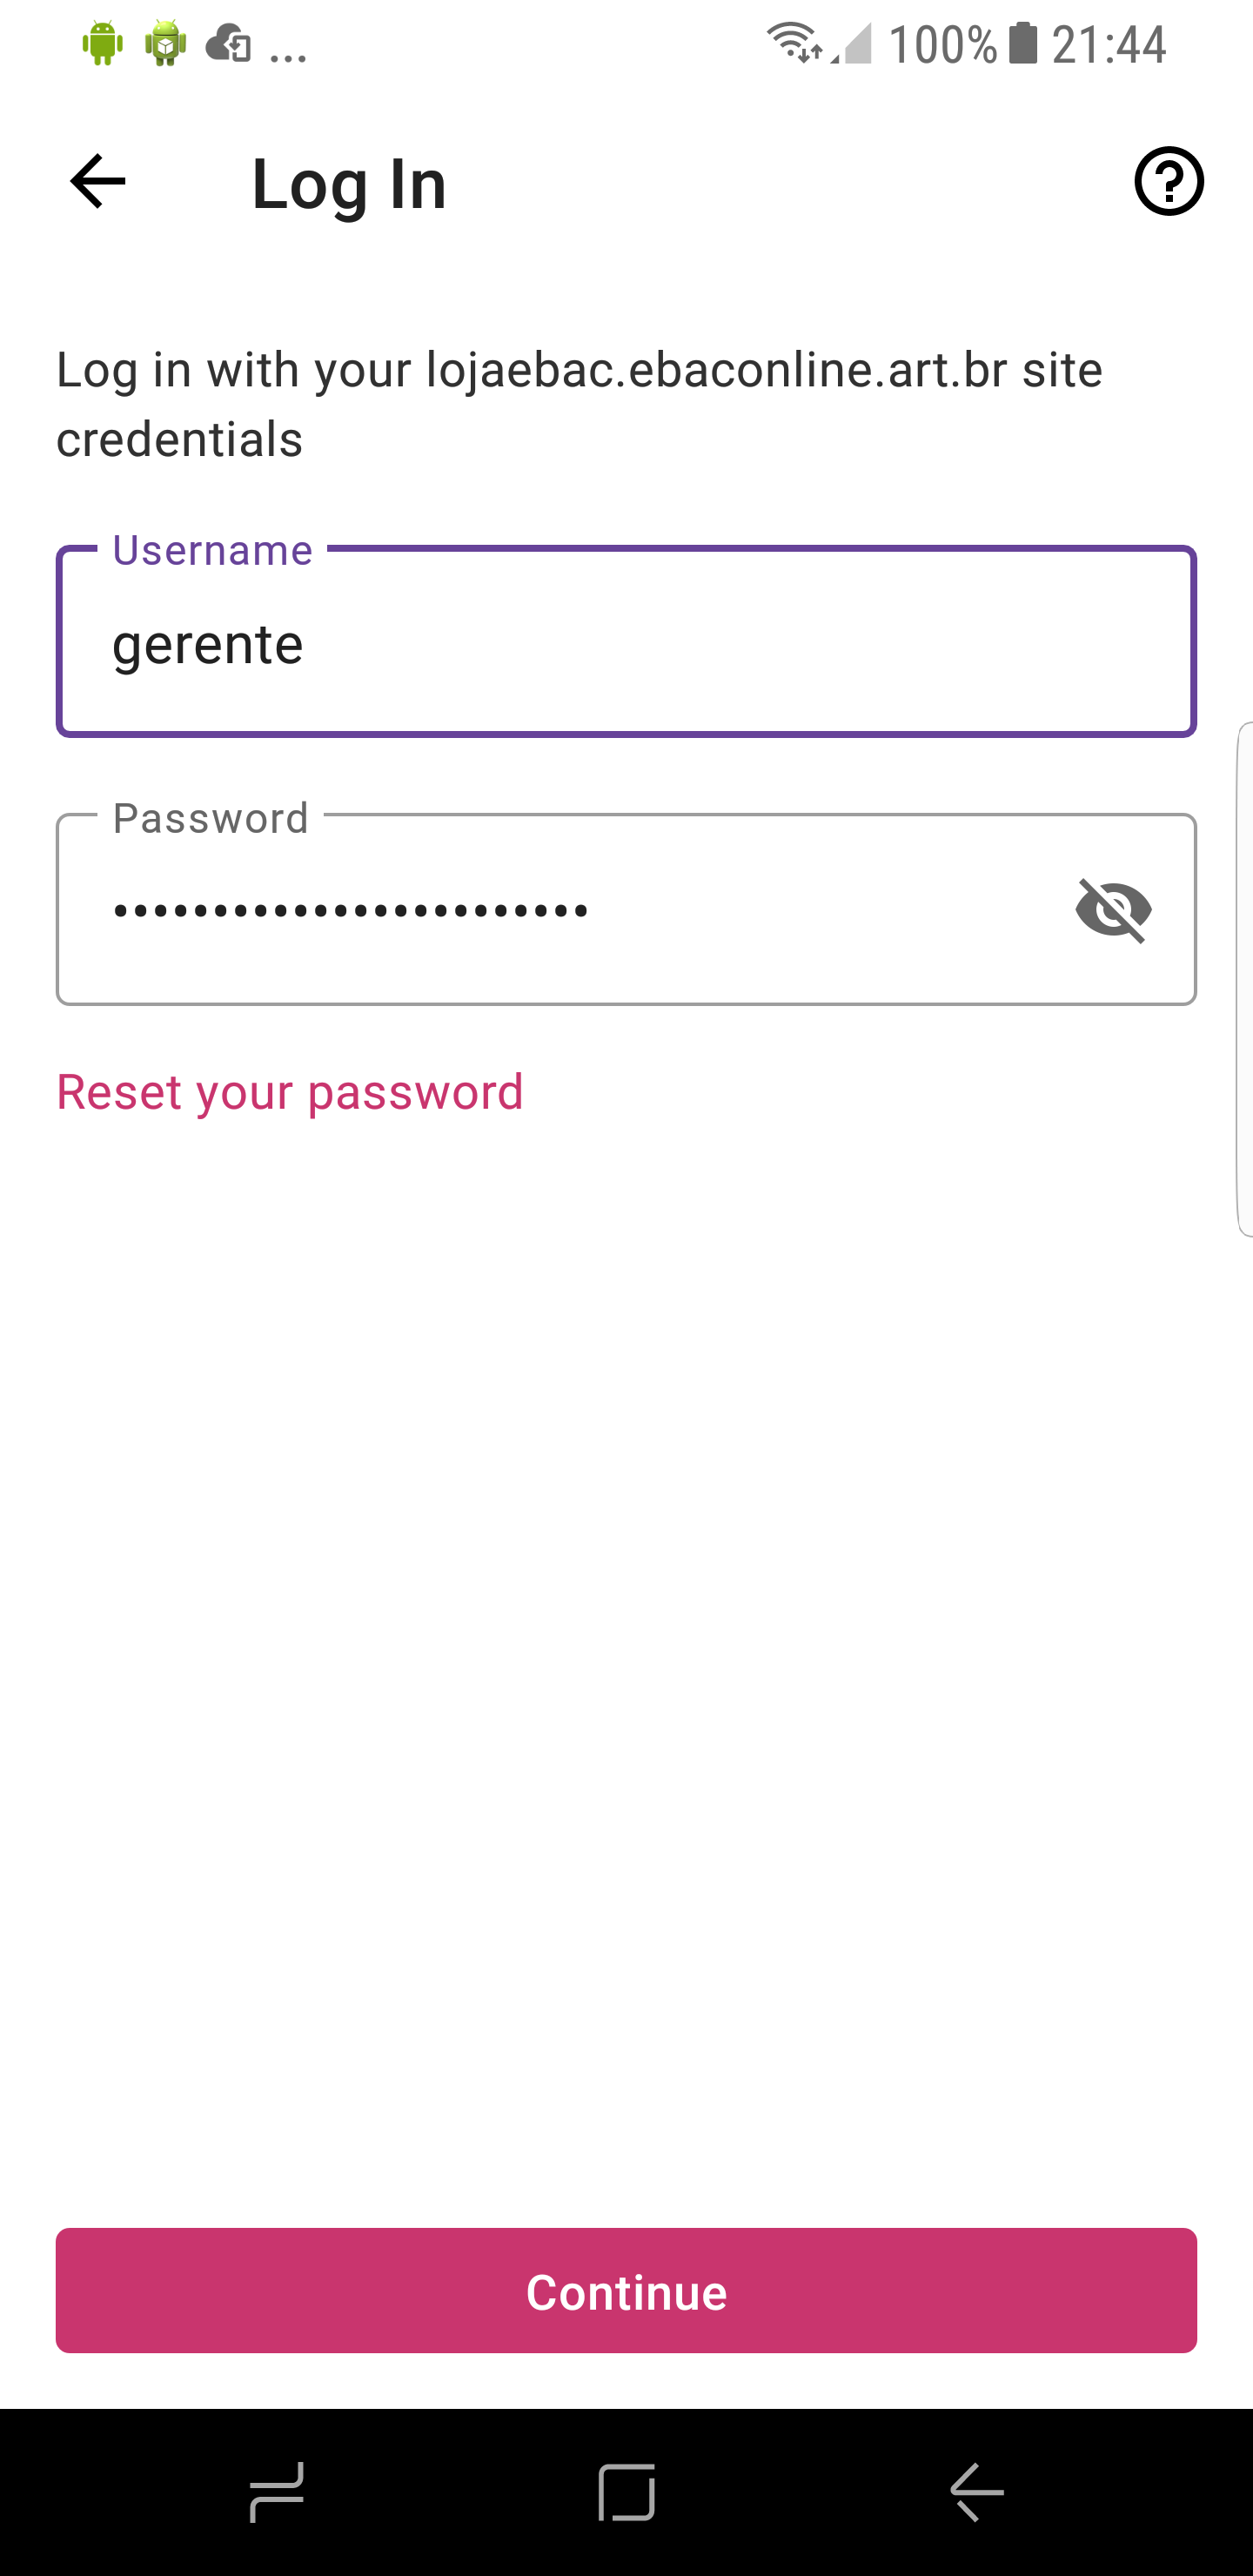 ... 100% 21:44
Log In
Log in with your lojaebac.ebaconline.art.br site
credentials
Username
gerente
Password
••••••••••••••••••••••••
Reset your password
Continue